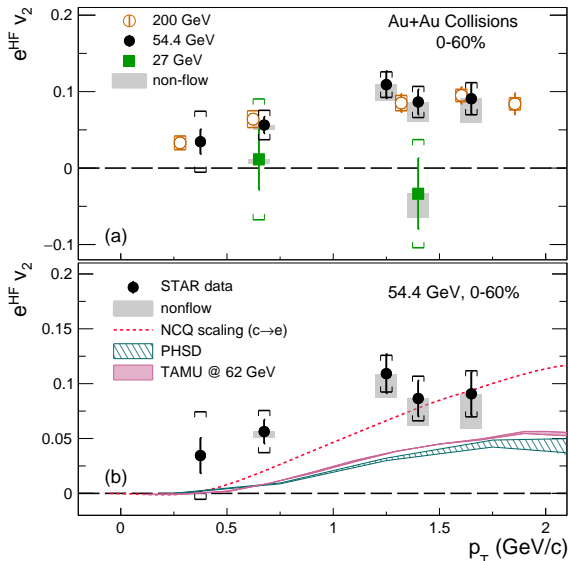 e^HF v_2
0.2
0.1
0
−0.1
200 GeV
54.4 GeV
27 GeV
non-flow
Au+Au Collisions
0-60%
(a)
e^HF v_2
0.2
0.15
0.1
0.05
0
STAR data
nonflow
NCQ scaling (c→e)
PHSD
TAMU @ 62 GeV
54.4 GeV, 0-60%
(b)
0 0.5 1 1.5 2
p_T (GeV/c)